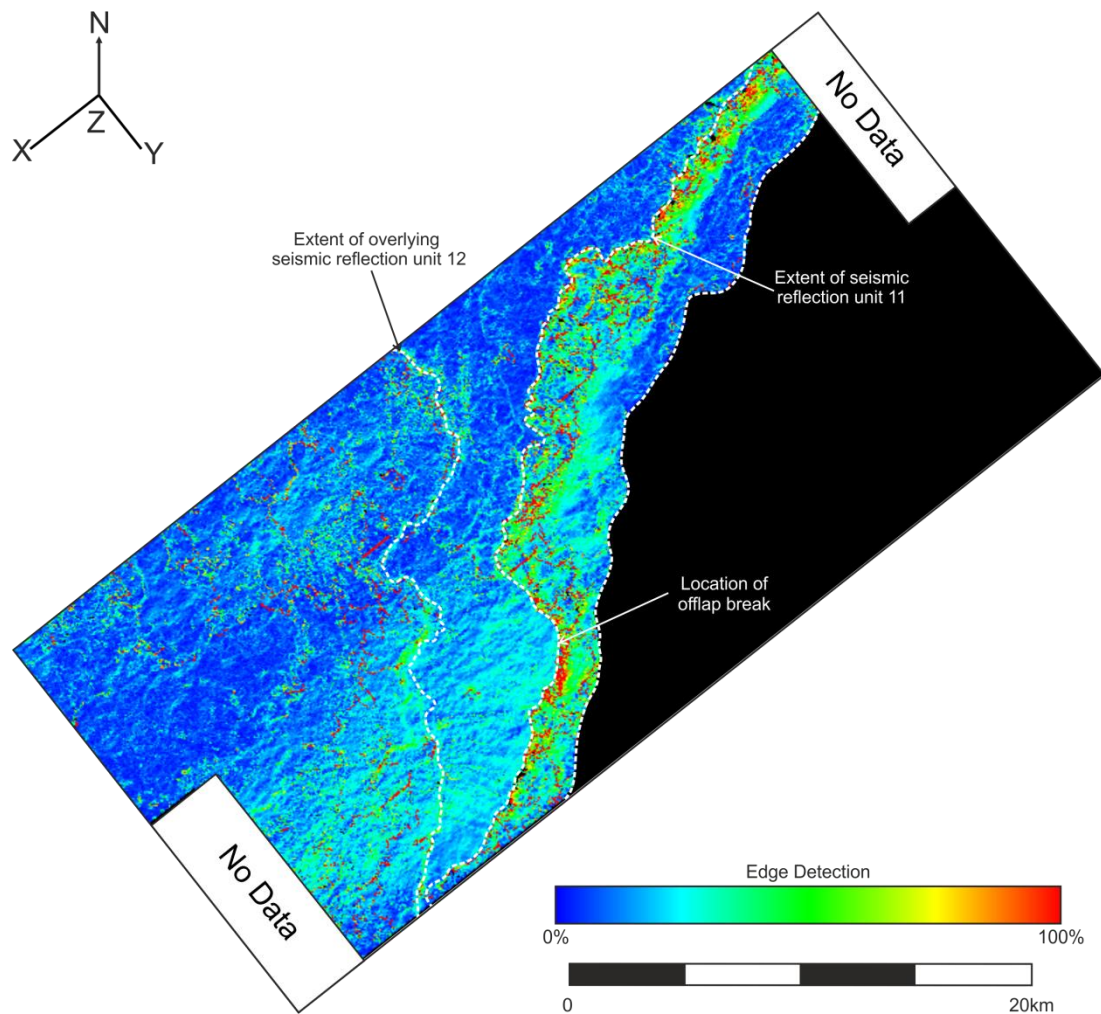 N
X
Z
Y
No Data
Extent of overlying
seismic reflection unit 12
Extent of seismic
reflection unit 11
Location of
offlap break
No Data
Edge Detection
0%
100%
0
20km